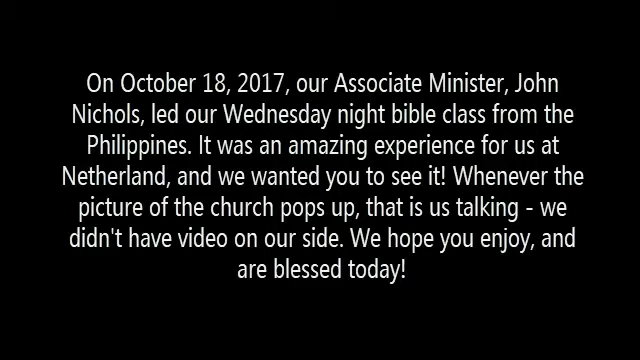 On October 18, 2017, our Associate Minister, John
Nichols, led our Wednesday night bible class from the
Philippines. It was an amazing experience for us at
Netherland, and we wanted you to see it! Whenever the
picture of the church pops up, that is us talking - we
didn't have video on our side. We hope you enjoy, and
are blessed today!